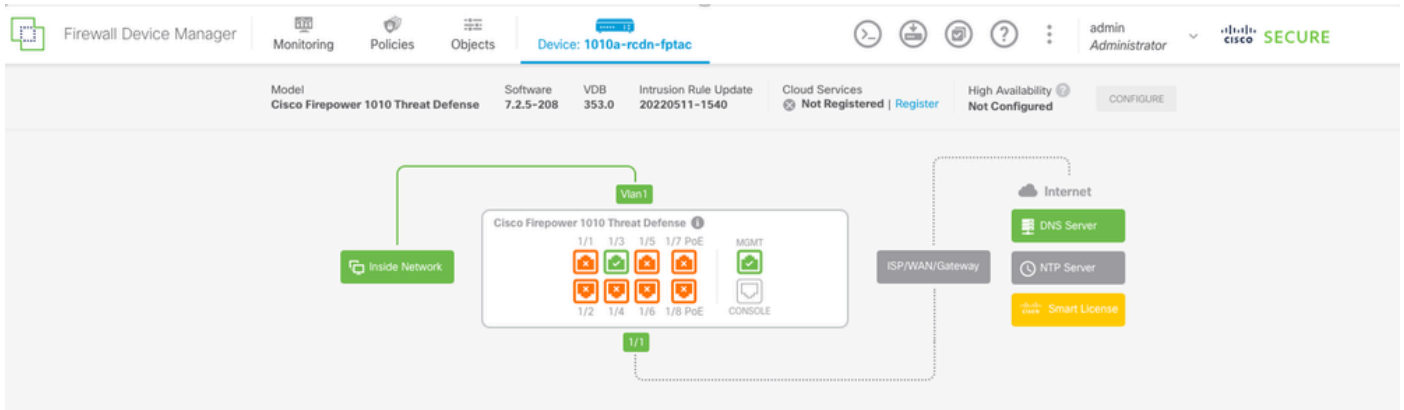 Firewall Device Manager
Monitoring
Policies
Objects
Device: 1010a-rcdn-fptac
admin
Administrator
cisco SECURE
Model
Cisco Firepower 1010 Threat Defense
Software
7.2.5-208
VDB
353.0
Intrusion Rule Update
20220511-1540
Cloud Services
Not Registered | Register
High Availability
Not Configured
CONFIGURE
Vlan1
Internet
Cisco Firepower 1010 Threat Defense
1/1 1/3 1/5 1/7 PoE
MGMT
DNS Server
Inside Network
ISP/WAN/Gateway
NTP Server
1/2 1/4 1/6 1/8 PoE
CONSOLE
cisco Smart License
1/1